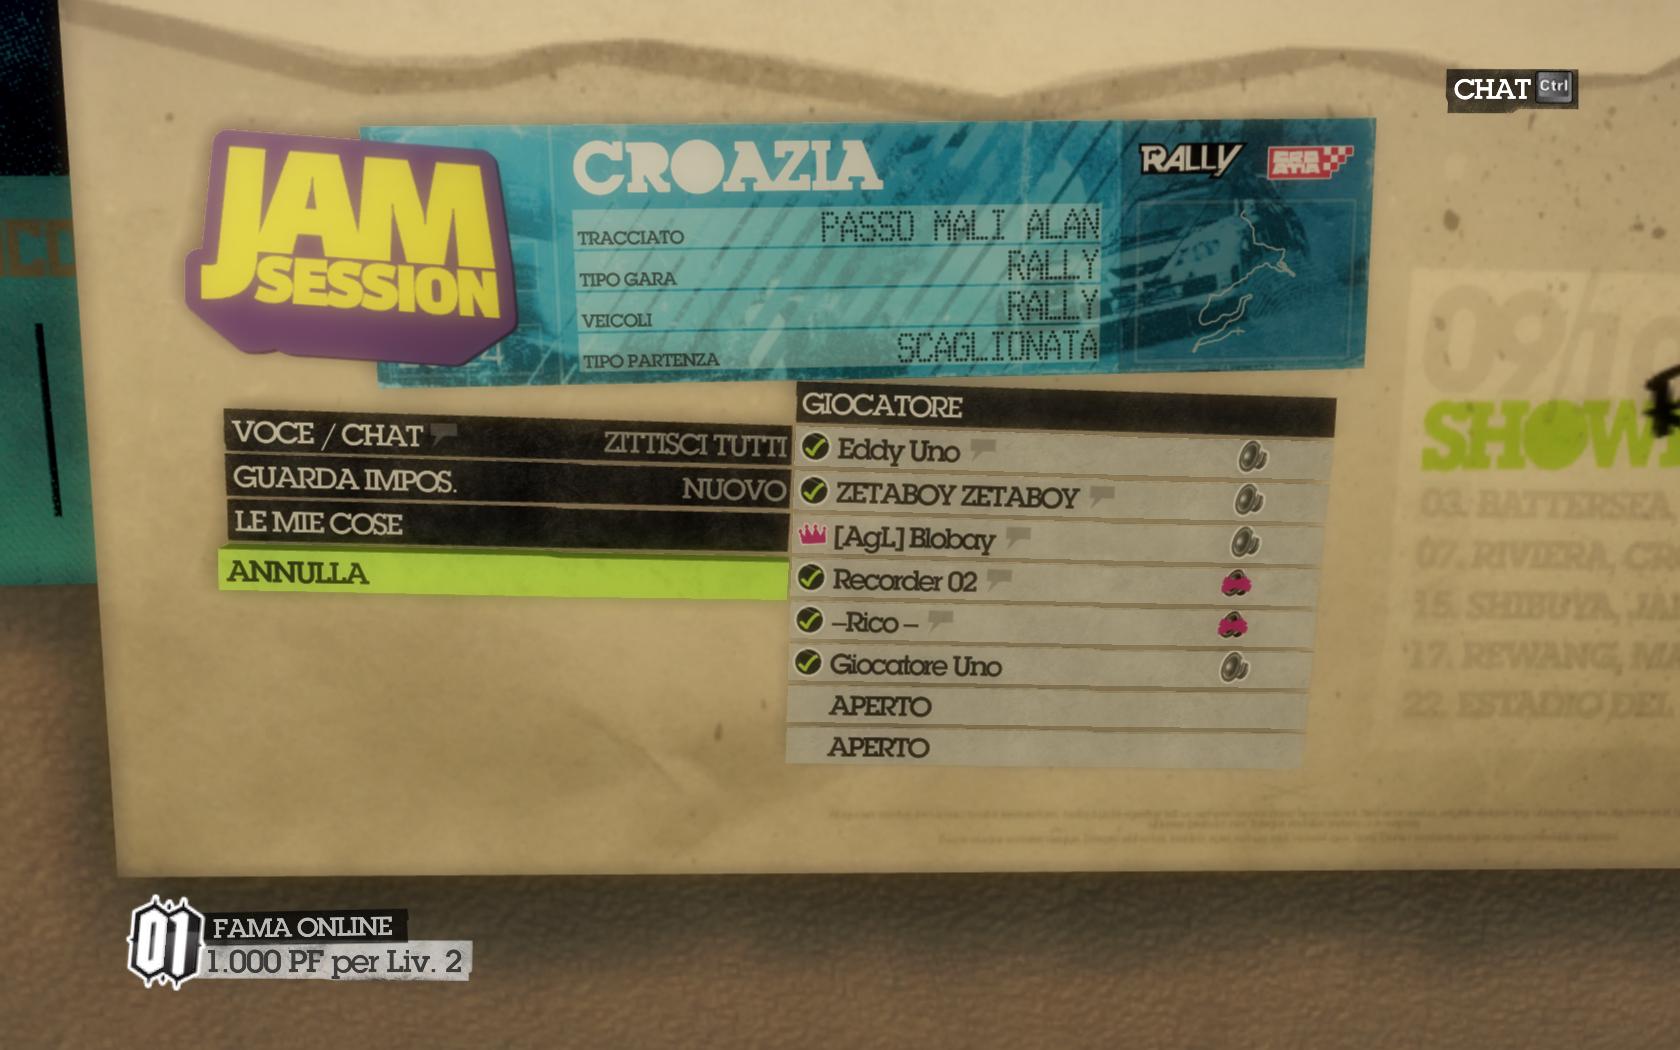 CHAT Ctrl
JAM
SESSION
CROAZIA
RALLY
CROATIA
TRACCIATO PASSO MALI ALAN
TIPO GARA RALLY
VEICOLI RALLY
TIPO PARTENZA SCAGLIONATA
VOCE / CHAT ZITTISCI TUTTI
GUARDA IMPOS. NUOVO
LE MIE COSE
ANNULLA
GIOCATORE
Eddy Uno
ZETABOY ZETABOY
[AgL] Blobay
Recorder 02
–Rico –
Giocatore Uno
APERTO
APERTO
SHOW
03. BATTERSEA
07. RIVIERA,
15. SHIBUYA,
17. REWANG,
22. ESTADIO DEL
01
FAMA ONLINE
1.000 PF per Liv. 2